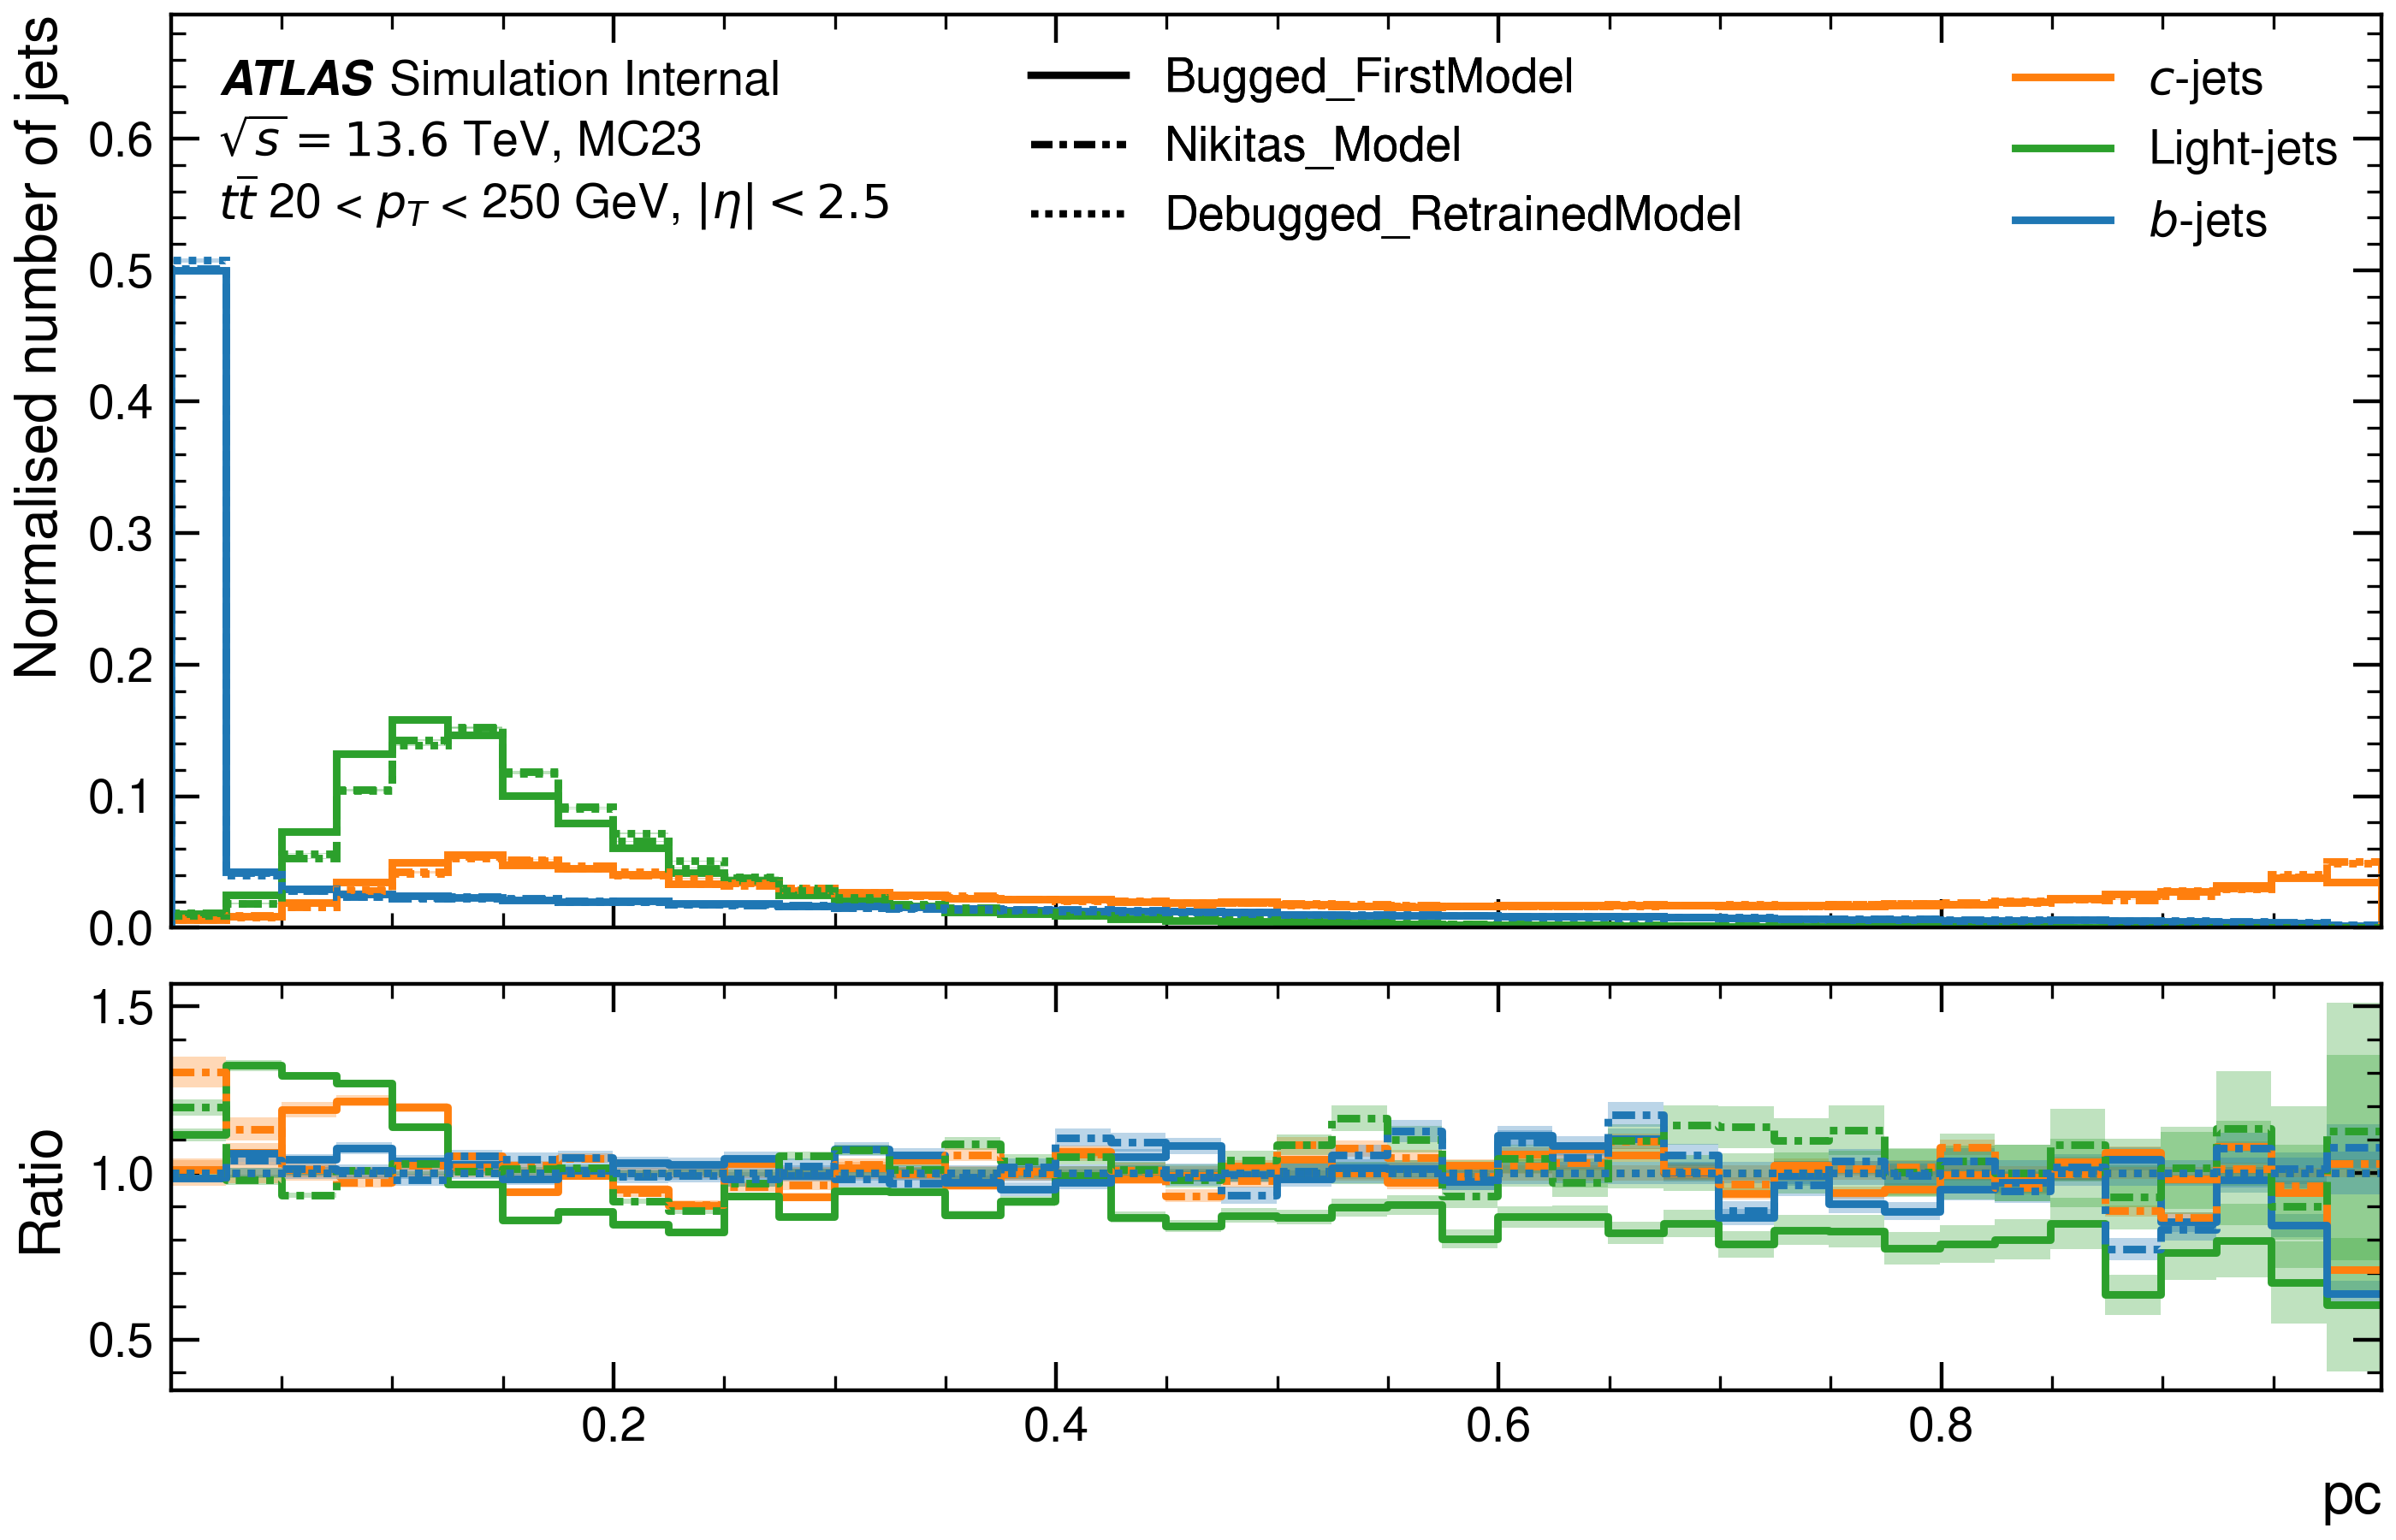 Normalised number of jets
ATLAS Simulation Internal
√s = 13.6 TeV, MC23
tt̄ 20 < p_T < 250 GeV, |η| < 2.5
Bugged_FirstModel
Nikitas_Model
Debugged_RetrainedModel
c-jets
Light-jets
b-jets
0.6
0.5
0.4
0.3
0.2
0.1
0.0
Ratio
1.5
1.0
0.5
0.2 0.4 0.6 0.8
pc